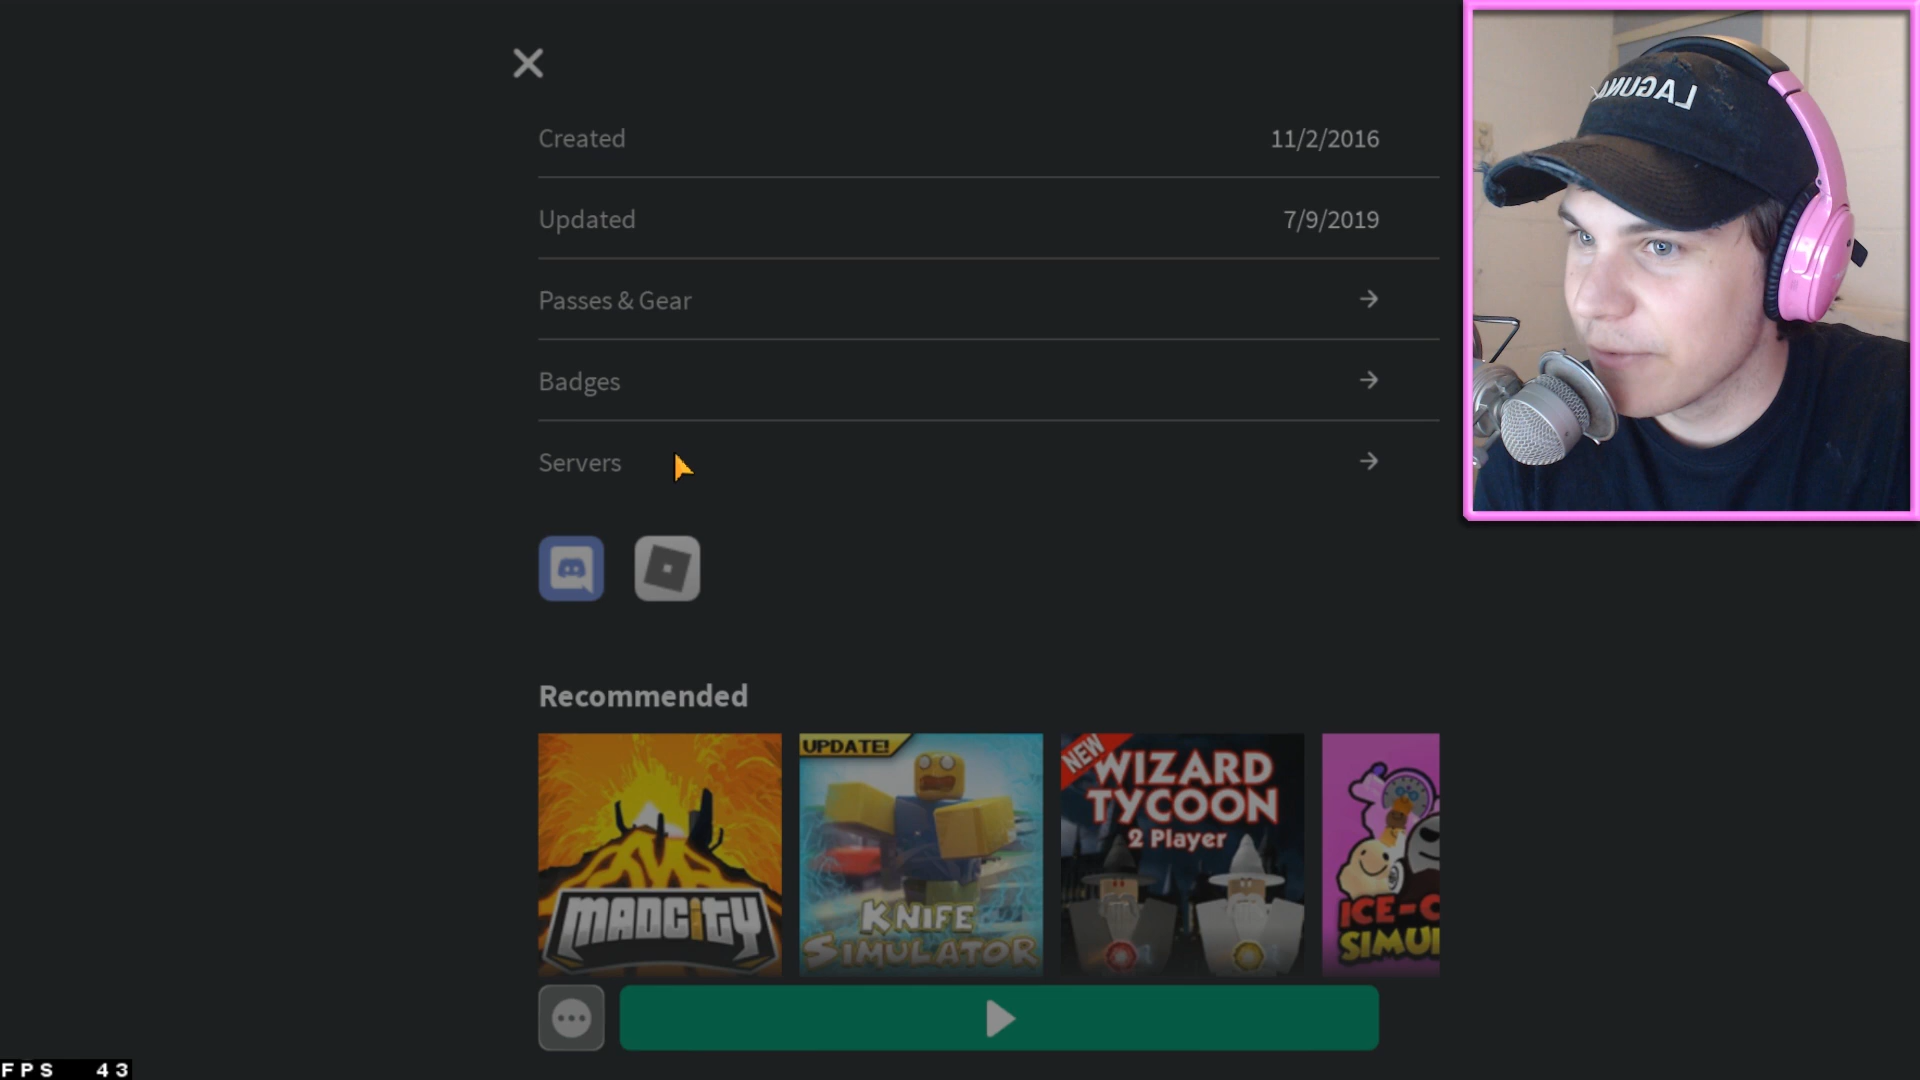 Created 11/2/2016
Updated 7/9/2019
Passes & Gear
Badges
Servers
Recommended
MADCITY
UPDATE!
KNIFE
SIMULATOR
NEW
WIZARD
TYCOON
2 Player
ICE-C
SIMU
LAGUNA
FPS 43